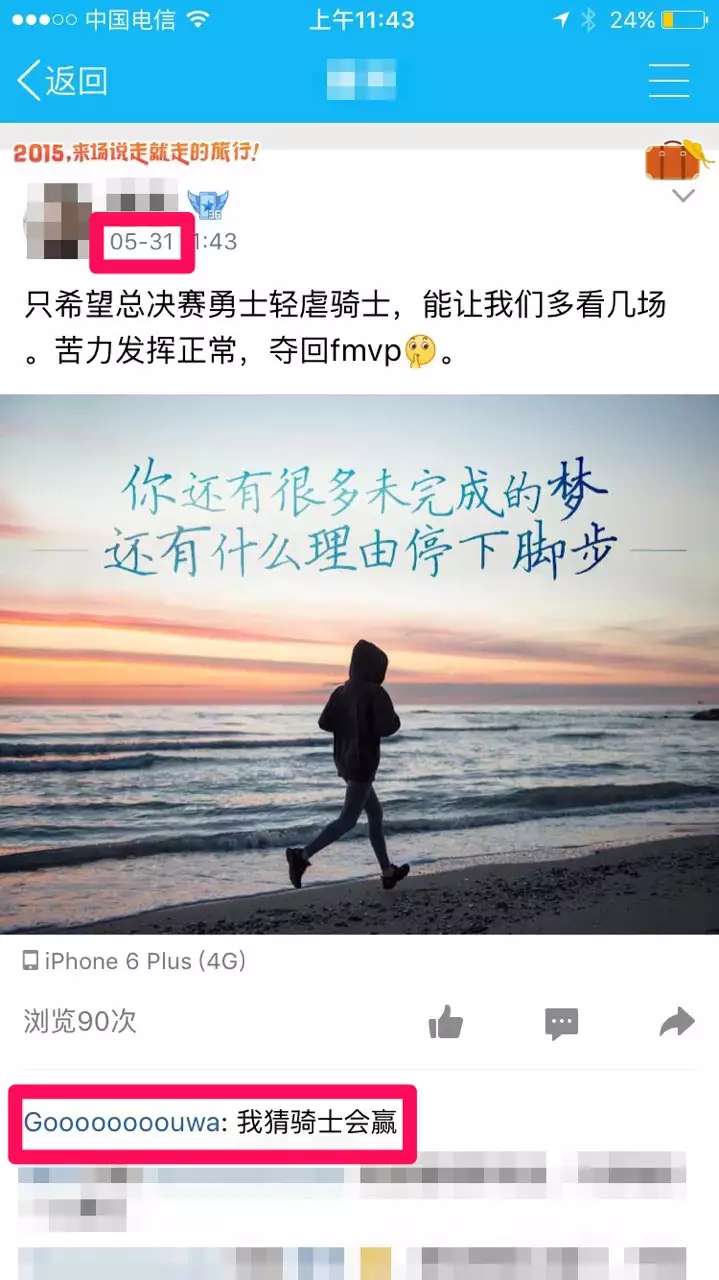 中国电信 上午11:43 24%
返回
2015,来场说走就走的旅行!
36
05-31 1:43
只希望总决赛勇士轻虐骑士，能让我们多看几场
。苦力发挥正常，夺回fmvp🤔。
你还有很多未完成的梦
还有什么理由停下脚步
iPhone 6 Plus (4G)
浏览90次
Gooooooooouwa: 我猜骑士会赢